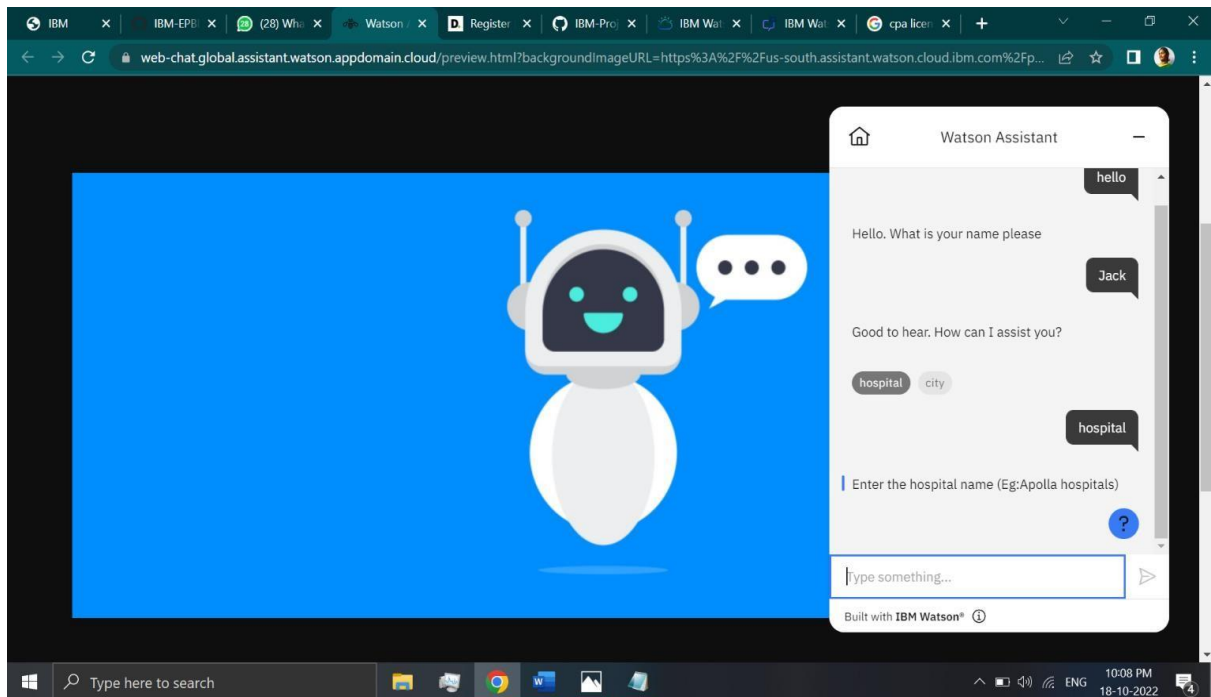 IBM
IBM-EPB
(28) Wha
Watson A
Register
IBM-Proj
IBM Wat
IBM Wat
cpa licen
web-chat.global.assistant.watson.appdomain.cloud/preview.html?backgroundImageURL=https%3A%2F%2Fus-south.assistant.watson.cloud.ibm.com%2Fp...
Watson Assistant
hello
Hello. What is your name please
Jack
Good to hear. How can I assist you?
hospital city
hospital
Enter the hospital name (Eg:Apolla hospitals)
?
Type something...
Built with IBM Watson®
Type here to search
ENG
10:08 PM
18-10-2022
4